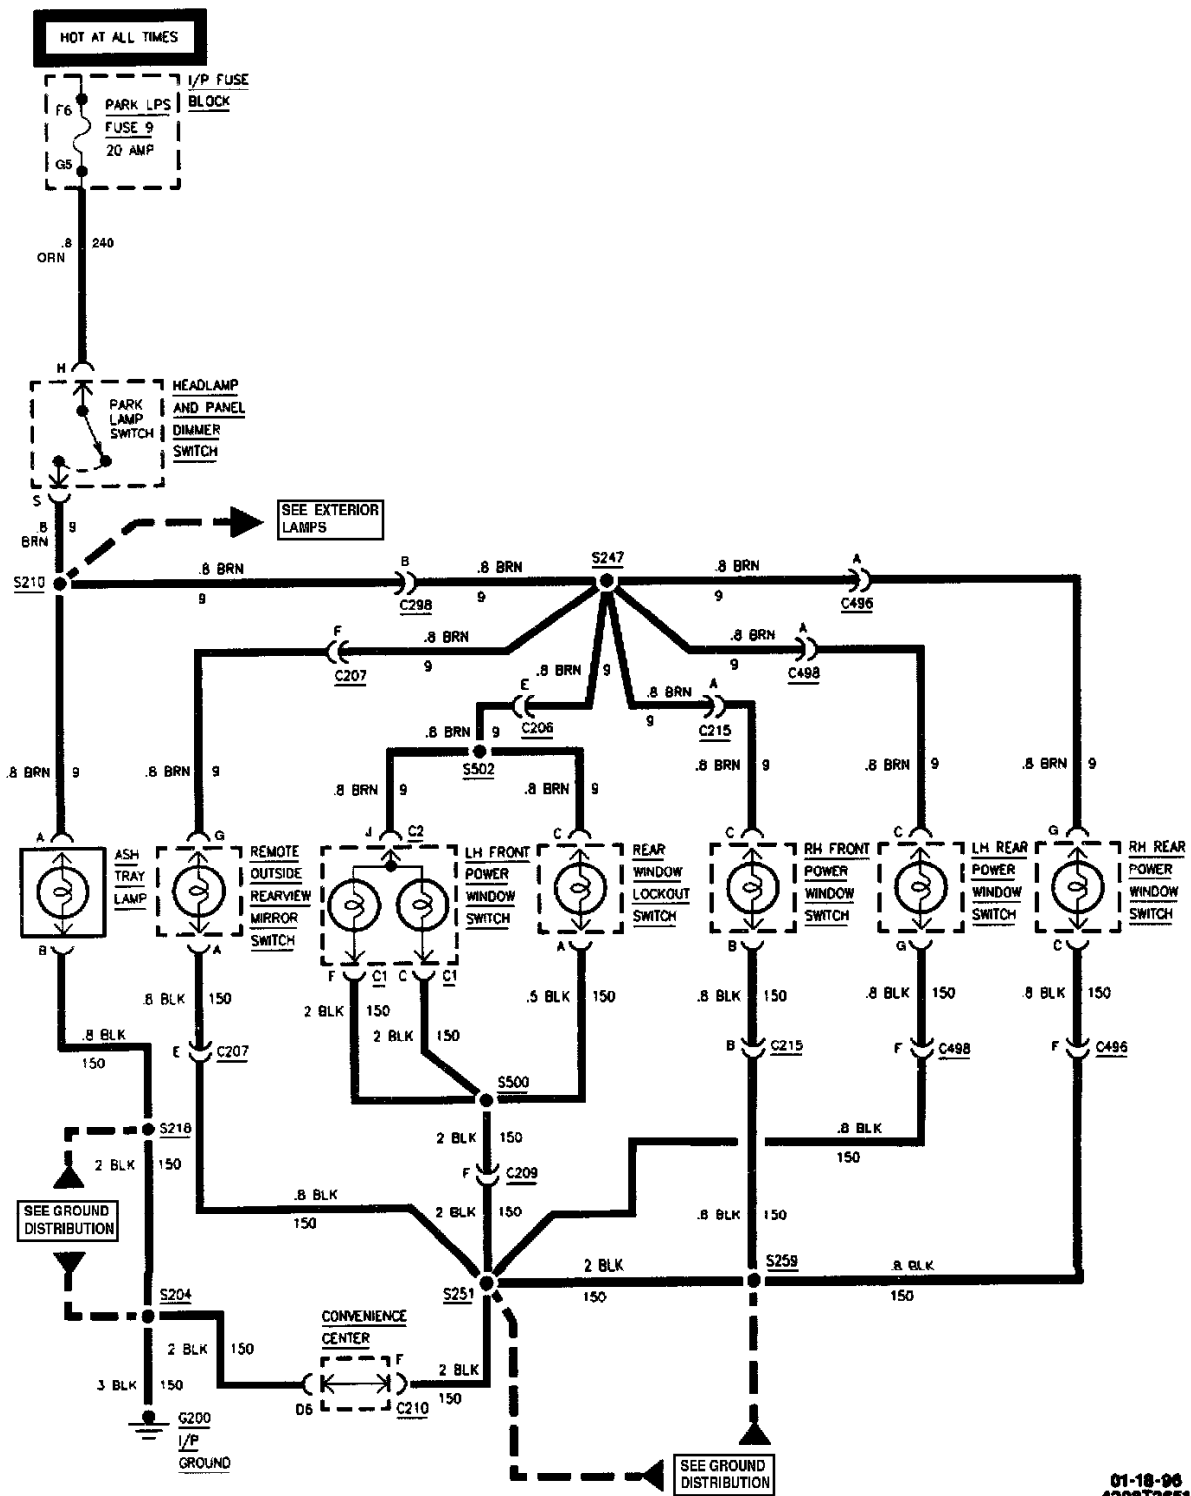 HOT AT ALL TIMES
I/P FUSE
BLOCK
F6
PARK LPS
FUSE 9
20 AMP
G5
.8 240
ORN
H
PARK
LAMP
SWITCH
HEADLAMP
AND PANEL
DIMMER
SWITCH
S
.8 9
BRN
SEE EXTERIOR
LAMPS
S210
.8 BRN
9
B
C298
.8 BRN
9
S247
.8 BRN
9
A
C496
F
C207
.8 BRN
9
.8 BRN 9
E
C206
.8 BRN
9
A
C215
.8 BRN
9
A
C498
.8 BRN 9
S502
.8 BRN 9
.8 BRN 9
.8 BRN 9
.8 BRN 9
.8 BRN 9
.8 BRN 9
.8 BRN 9
A
G
J C2
C
C
C
G
ASH
TRAY
LAMP
REMOTE
OUTSIDE
REARVIEW
MIRROR
SWITCH
LH FRONT
POWER
WINDOW
SWITCH
REAR
WINDOW
LOCKOUT
SWITCH
RH FRONT
POWER
WINDOW
SWITCH
LH REAR
POWER
WINDOW
SWITCH
RH REAR
POWER
WINDOW
SWITCH
B
A
F C1 C C1
A
B
G
C
.8 BLK 150
2 BLK 150
2 BLK 150
.5 BLK 150
.8 BLK 150
.8 BLK 150
.8 BLK 150
.8 BLK
150
E C207
B C215
F C498
F C496
S500
S218
2 BLK 150
2 BLK 150
F C209
.8 BLK
150
SEE GROUND
DISTRIBUTION
.8 BLK
150
2 BLK 150
.8 BLK 150
S251
2 BLK
150
S259
.8 BLK
150
S204
2 BLK 150
CONVENIENCE
CENTER
F
D6
C210
2 BLK
150
3 BLK 150
G200
I/P
GROUND
SEE GROUND
DISTRIBUTION
01-18-96